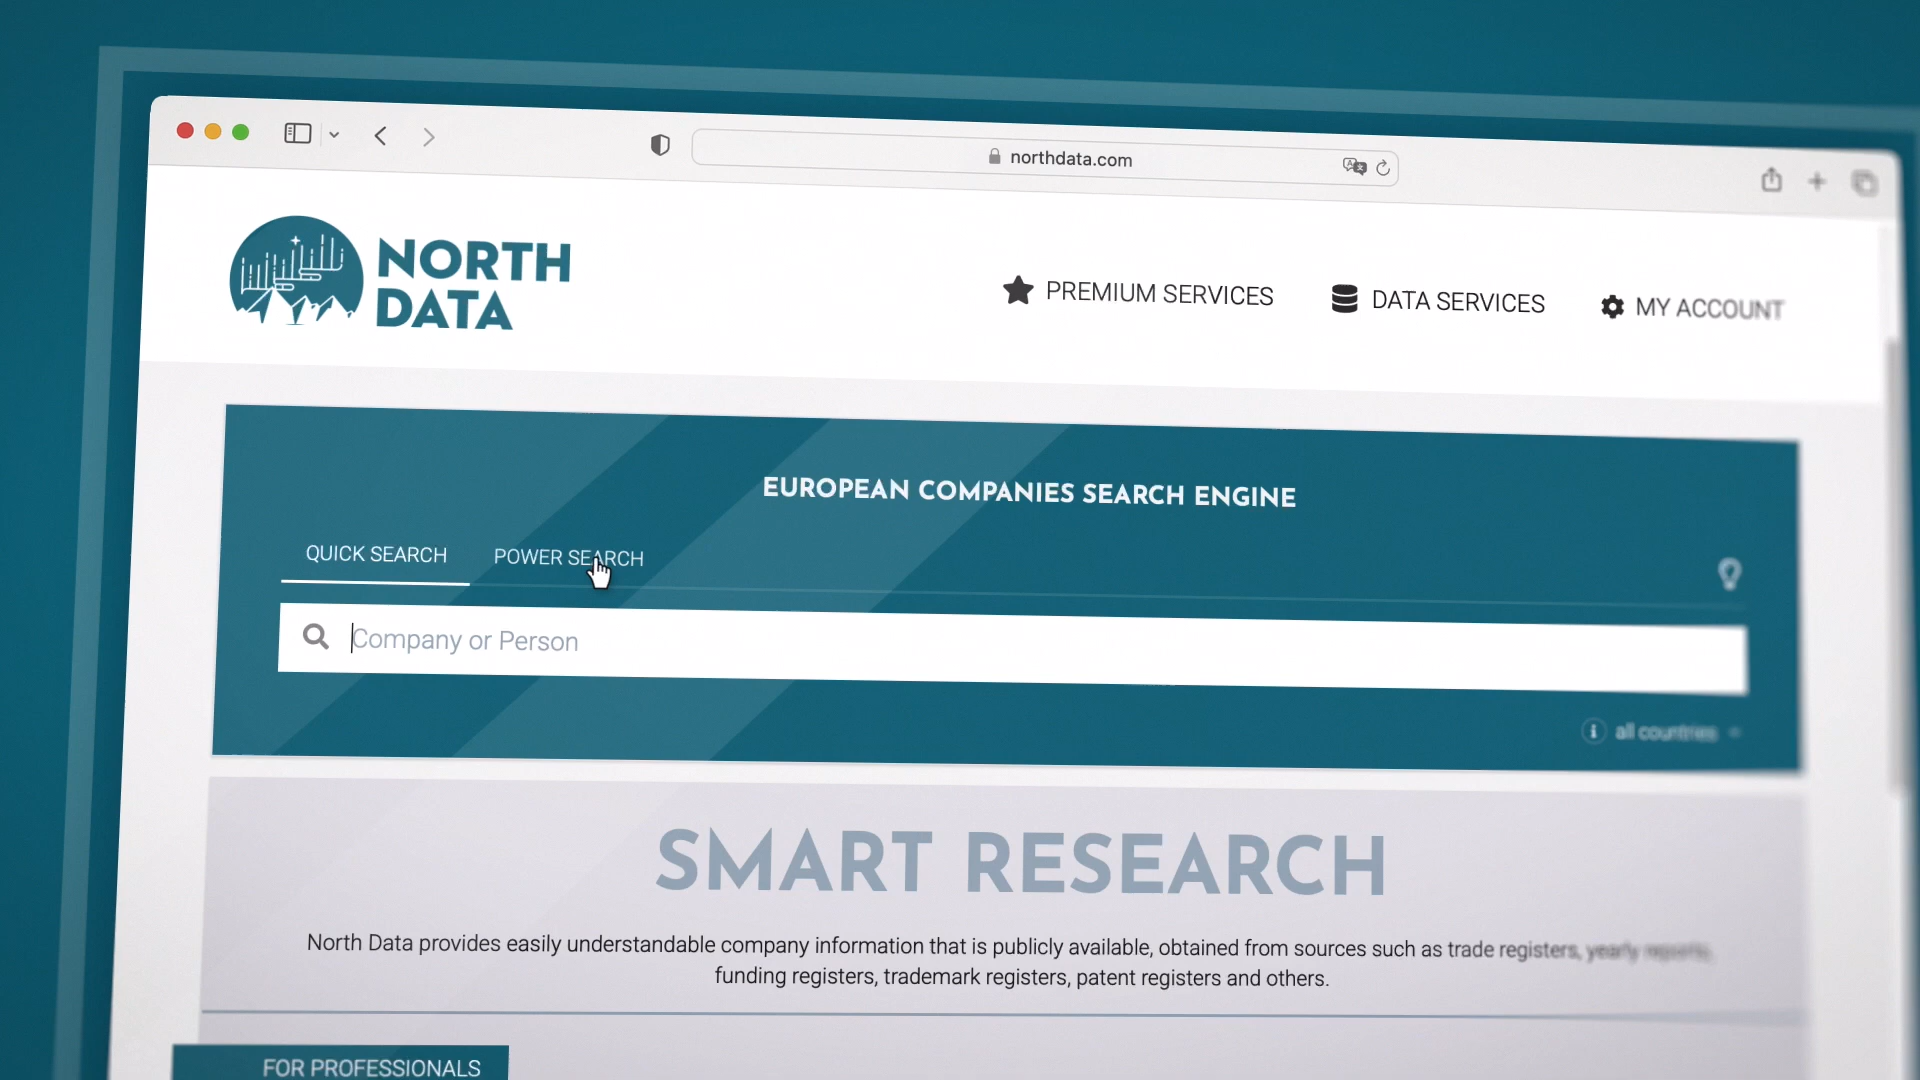 northdata.com
NORTH
DATA
PREMIUM SERVICES
DATA SERVICES
MY ACCOUNT
EUROPEAN COMPANIES SEARCH ENGINE
QUICK SEARCH
POWER SEARCH
Company or Person
all countries
SMART RESEARCH
North Data provides easily understandable company information that is publicly available, obtained from sources such as trade registers, yearly reports,
funding registers, trademark registers, patent registers and others.
FOR PROFESSIONALS